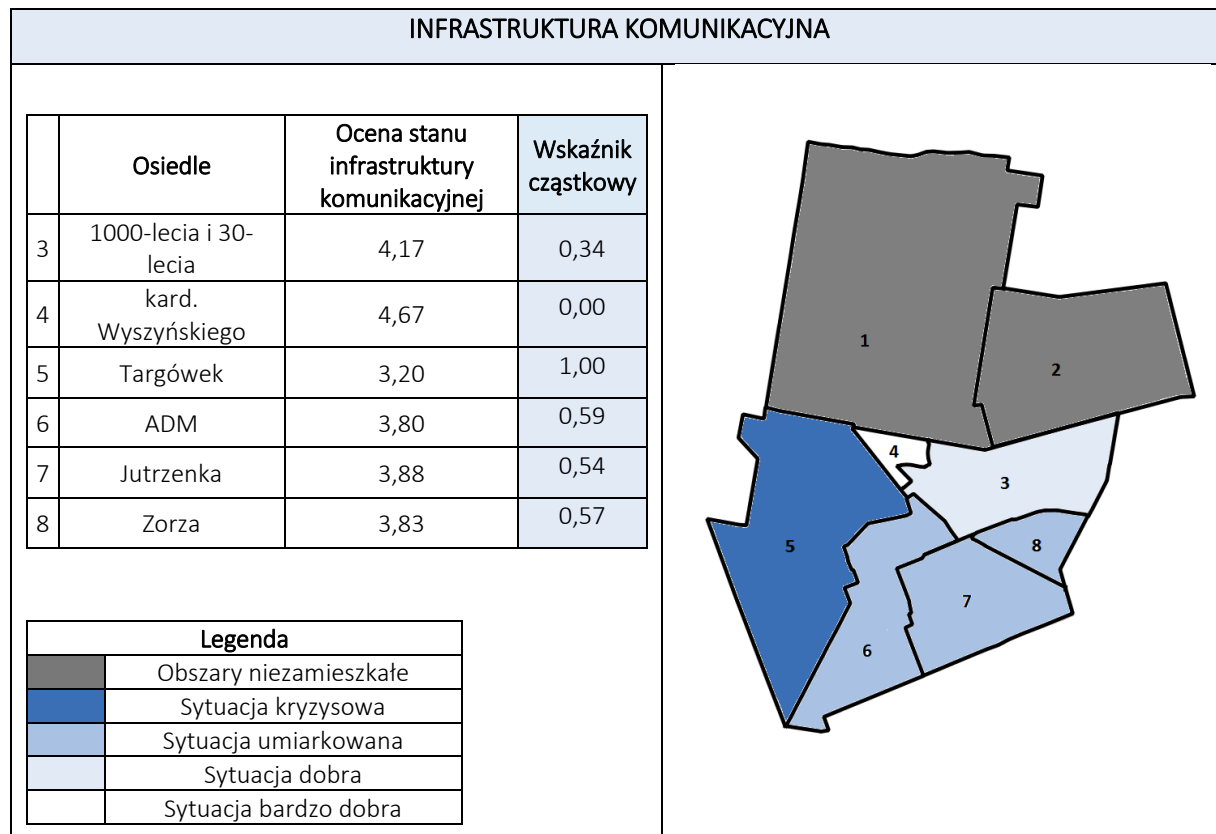 INFRASTRUKTURA KOMUNIKACYJNA
Osiedle
Ocena stanu
infrastruktury
komunikacyjnej
Wskaźnik
cząstkowy
3
1000-lecia i 30-
lecia
4,17
0,34
4
kard.
Wyszyńskiego
4,67
0,00
5
Targówek
3,20
1,00
6
ADM
3,80
0,59
7
Jutrzenka
3,88
0,54
8
Zorza
3,83
0,57
Legenda
Obszary niezamieszkałe
Sytuacja kryzysowa
Sytuacja umiarkowana
Sytuacja dobra
Sytuacja bardzo dobra
1
2
4
3
5
8
7
6